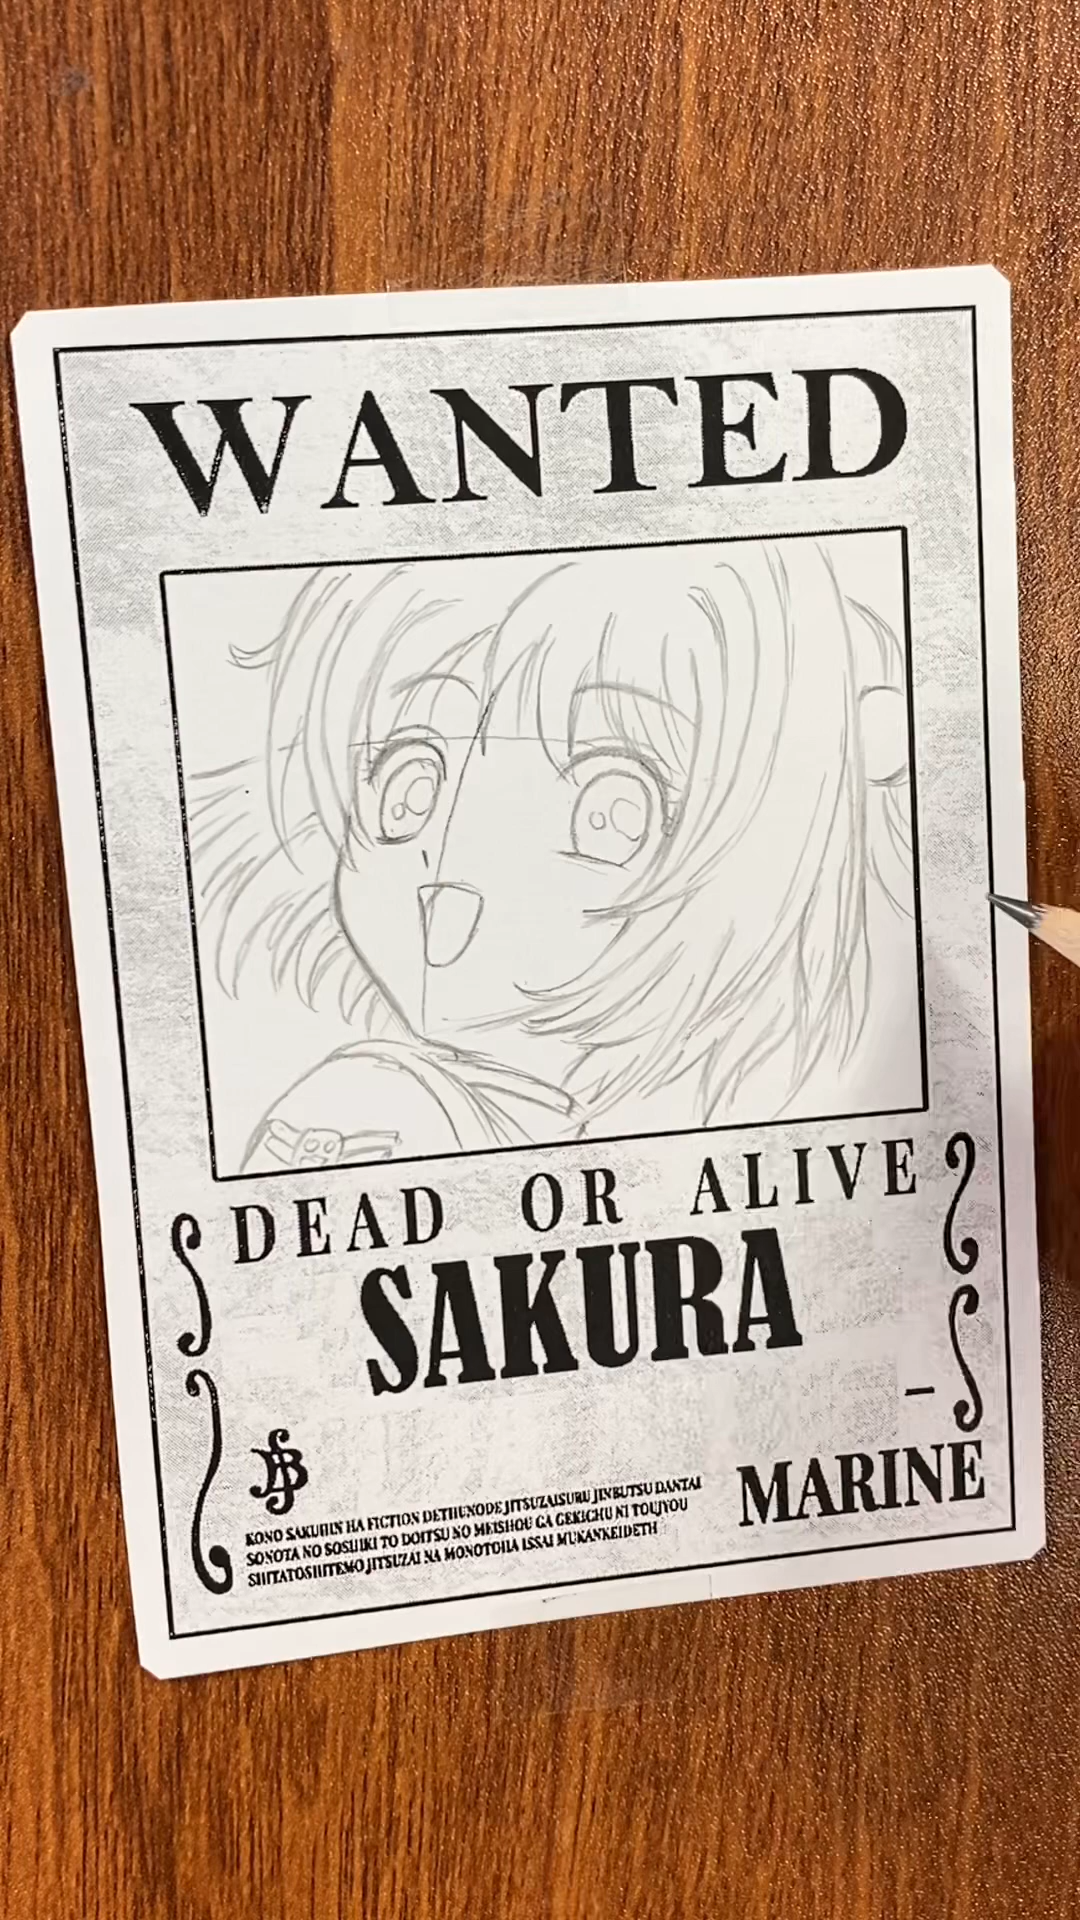 WANTED
DEAD OR ALIVE
SAKURA
–
MARINE
KONO SAKUHIN HA FICTION DETHUNODE JITSUZAISURU JINBUTSU DANTAI
SONOTA NO SOSHIKI TO DOITSU NO MEISHOU GA GEKICHU NI TOUJYOU
SHITATOSHITEMO JITSUZAI NA MONOTOHA ISSAI MUKANKEIDETH